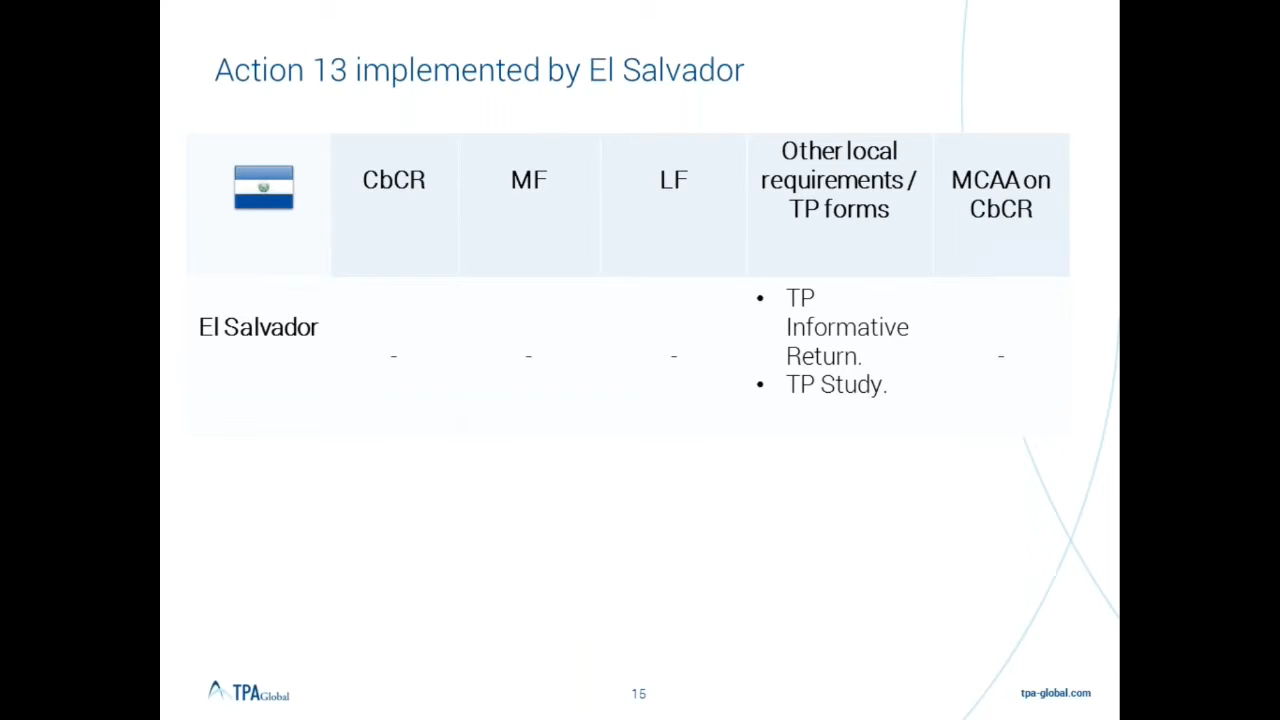 Action 13 implemented by El Salvador
CbCR
MF
LF
Other local
requirements /
TP forms
MCAA on
CbCR
El Salvador
-
-
-
• TP
Informative
Return.
• TP Study.
-
TPA Global
15
tpa-global.com